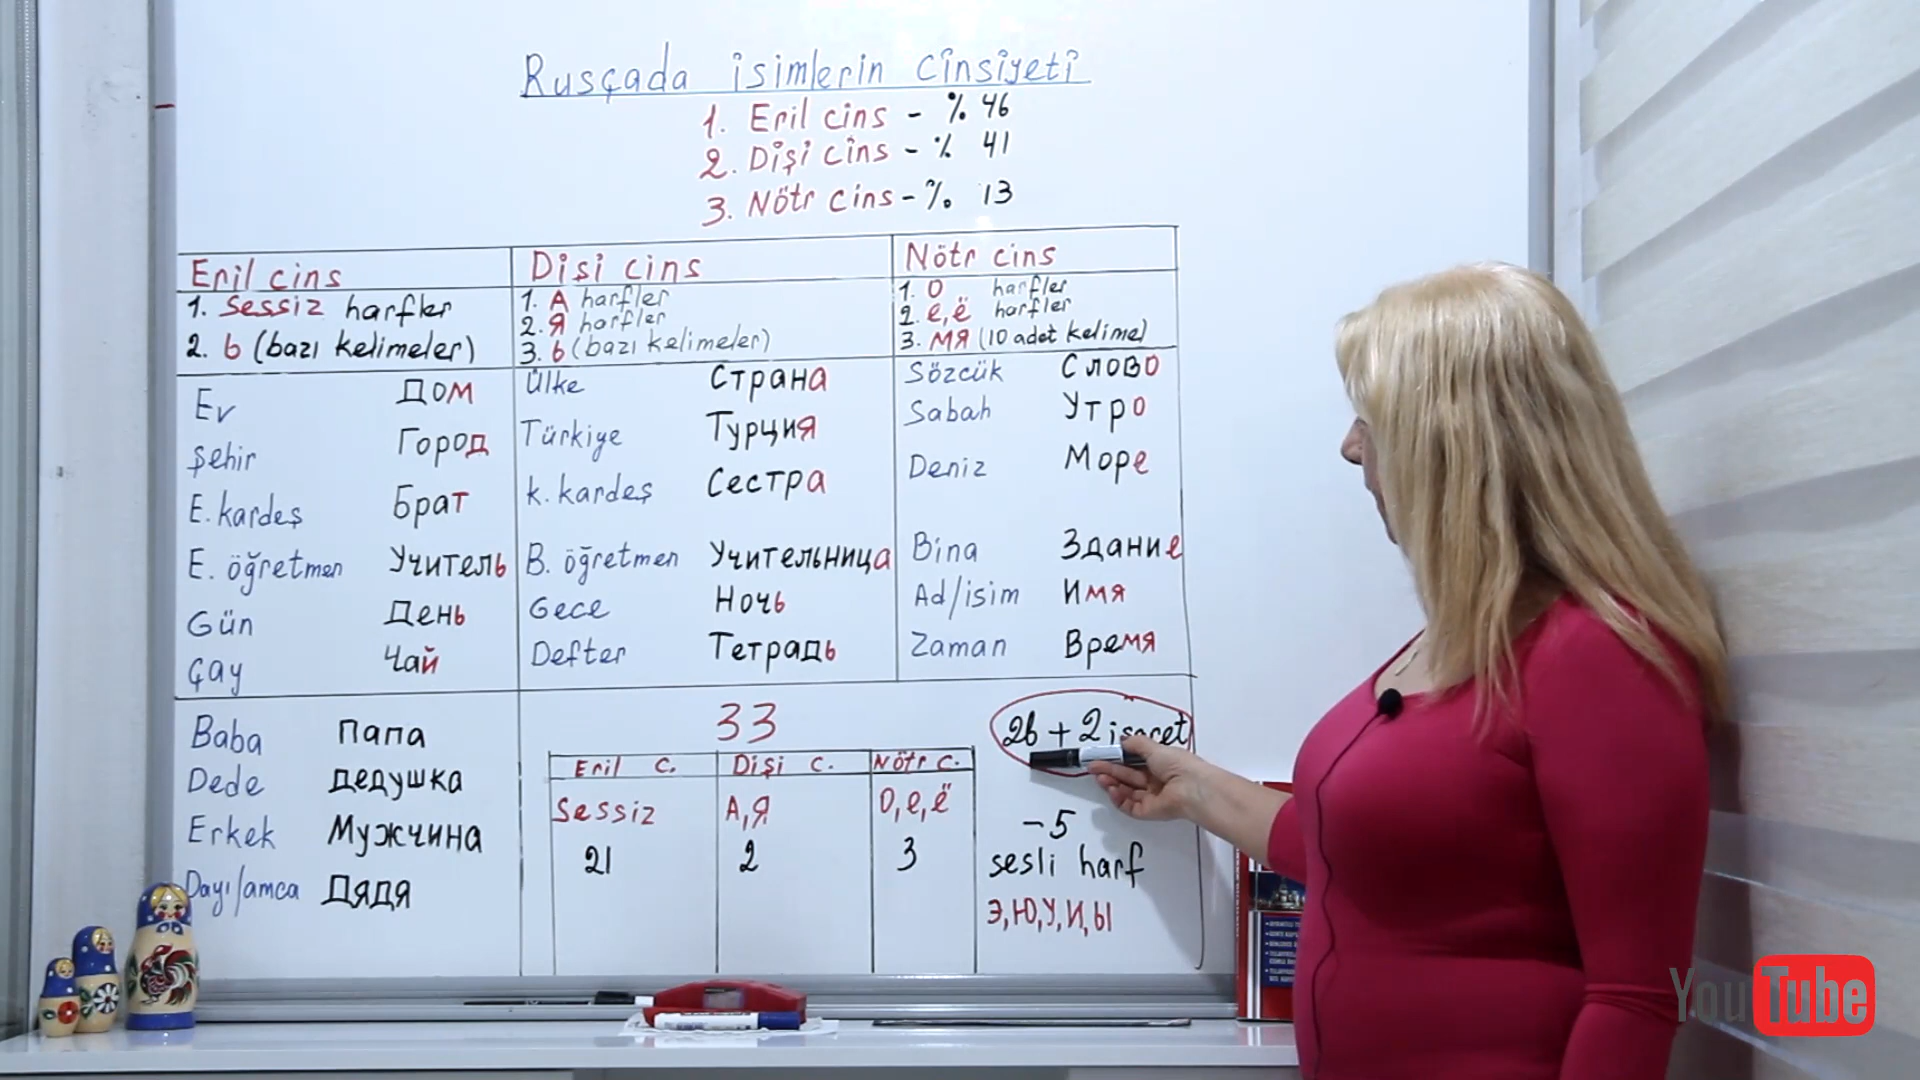 Rusçada isimlerin cinsiyeti
1. Eril cins - % 46
2. Dişi cins - % 41
3. Nötr cins - % 13
Eril cins
1. Sessiz harfler
2. ь (bazı kelimeler)
Ev Дом
Şehir Город
E. kardeş Брат
E. öğretmen Учитель
Gün День
Çay Чай
Dişi cins
1. А harfler
2. Я harfler
3. ь (bazı kelimeler)
Ülke Страна
Türkiye Турция
K. kardeş Сестра
B. öğretmen Учительница
Gece Ночь
Defter Тетрадь
Nötr cins
1. О harfler
2. е, ё harfler
3. МЯ (10 adet kelime)
Sözcük Слово
Sabah Утро
Deniz Море
Bina Здание
Ad/isim Имя
Zaman Время
Baba Папа
Dede дедушка
Erkek Мужчина
Dayı/amca Дядя
33
Eril c. Dişi c. Nötr c.
Sessiz А,Я О,е,ё
21 2 3
26 + 2 işaret
- 5
sesli harf
Э,Ю,У,И,Ы
YouTube